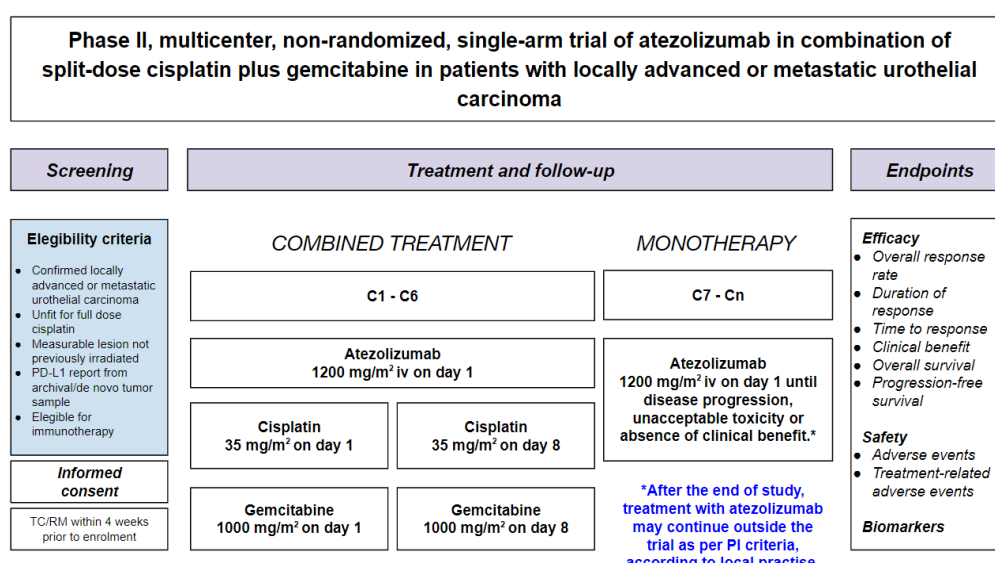 Phase II, multicenter, non-randomized, single-arm trial of atezolizumab in combination of
split-dose cisplatin plus gemcitabine in patients with locally advanced or metastatic urothelial
carcinoma
Screening
Treatment and follow-up
Endpoints
Elegibility criteria
● Confirmed locally
advanced or metastatic
urothelial carcinoma
● Unfit for full dose
cisplatin
● Measurable lesion not
previously irradiated
● PD-L1 report from
archival/de novo tumor
sample
● Elegible for
immunotherapy
Informed
consent
TC/RM within 4 weeks
prior to enrolment
COMBINED TREATMENT
C1 - C6
Atezolizumab
1200 mg/m² iv on day 1
Cisplatin
35 mg/m² on day 1
Cisplatin
35 mg/m² on day 8
Gemcitabine
1000 mg/m² on day 1
Gemcitabine
1000 mg/m² on day 8
MONOTHERAPY
C7 - Cn
Atezolizumab
1200 mg/m² iv on day 1 until
disease progression,
unacceptable toxicity or
absence of clinical benefit.*
*After the end of study,
treatment with atezolizumab
may continue outside the
trial as per PI criteria,
according to local practise
Efficacy
● Overall response
rate
● Duration of
response
● Time to response
● Clinical benefit
● Overall survival
● Progression-free
survival
Safety
● Adverse events
● Treatment-related
adverse events
Biomarkers